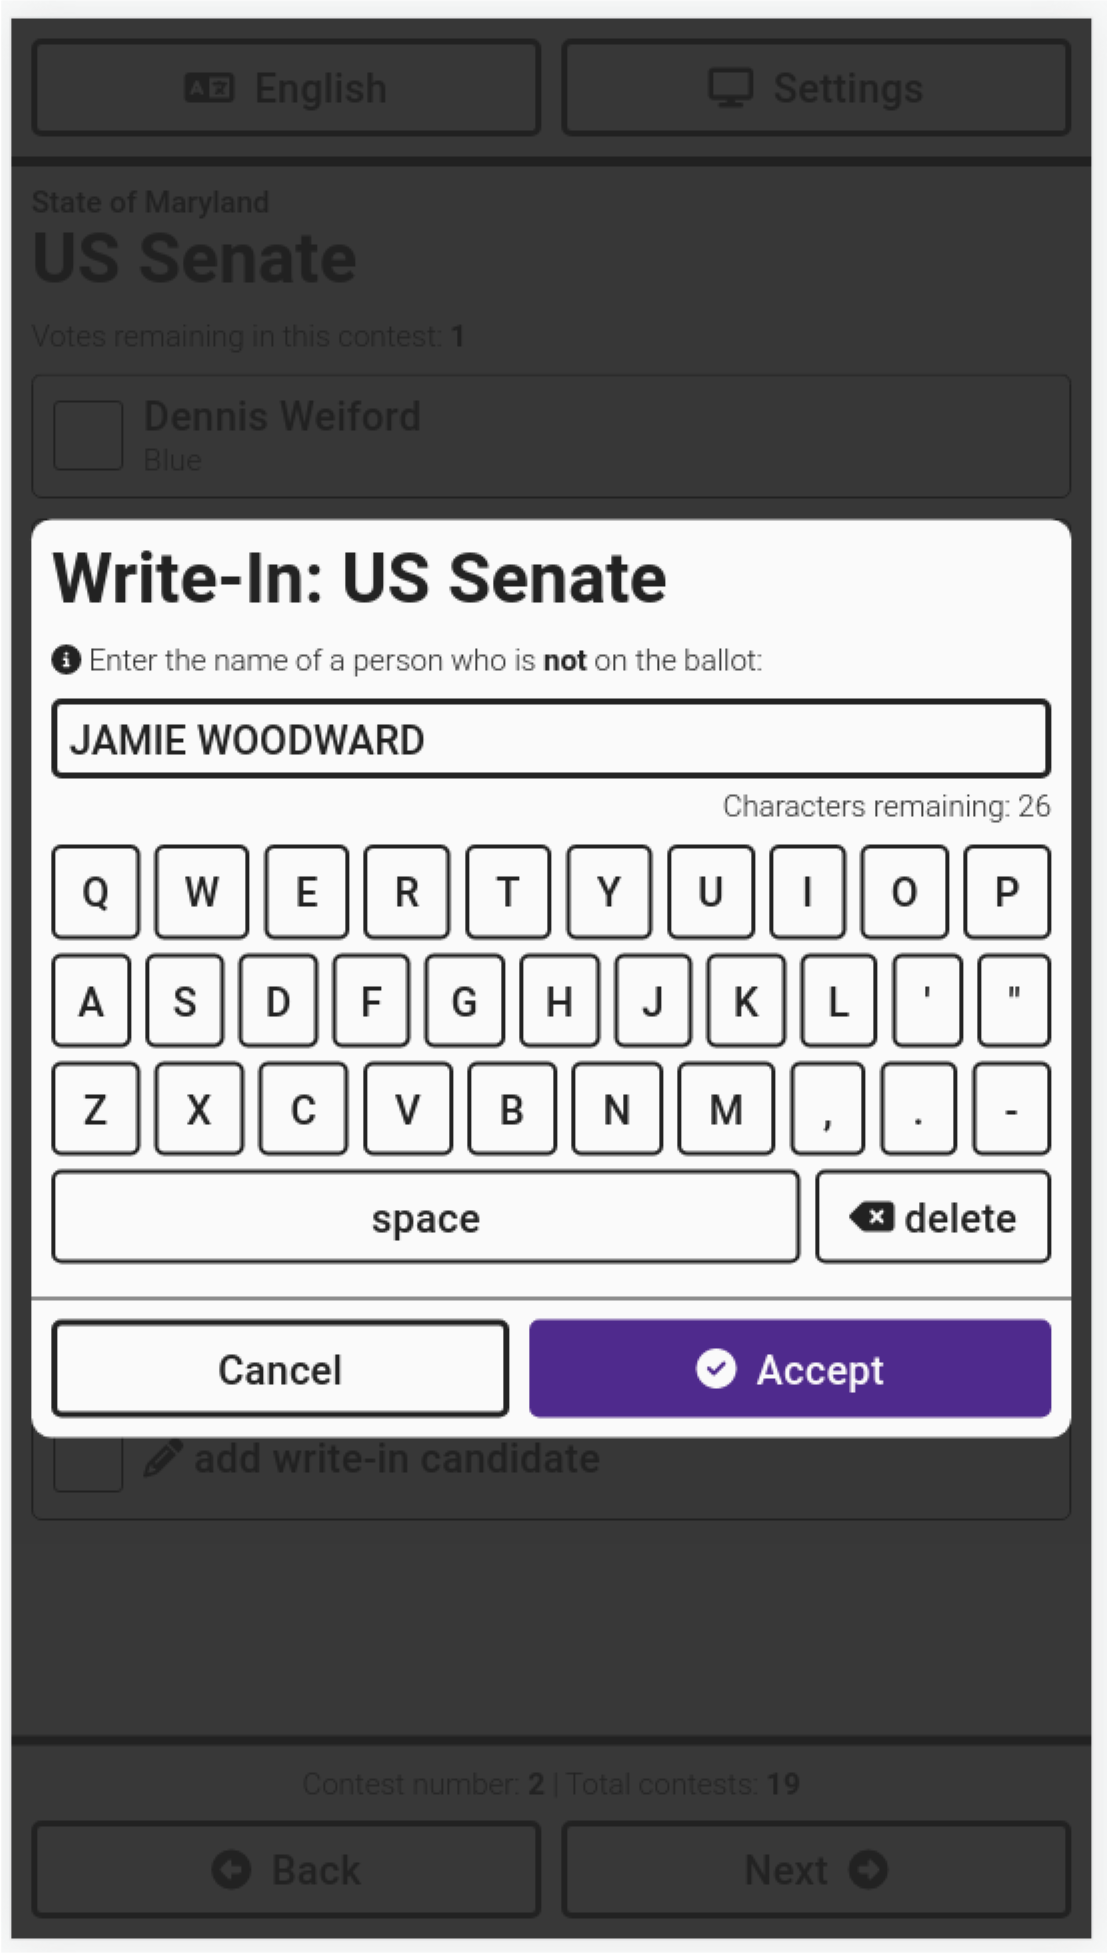 English
Settings
State of Maryland
US Senate
Votes remaining in this contest: 1
Dennis Weiford
Blue
Write-In: US Senate
Enter the name of a person who is not on the ballot:
JAMIE WOODWARD
Characters remaining: 26
Q W E R T Y U I O P
A S D F G H J K L ' "
Z X C V B N M , . -
space delete
Cancel Accept
add write-in candidate
Contest number: 2 | Total contests: 19
Back Next